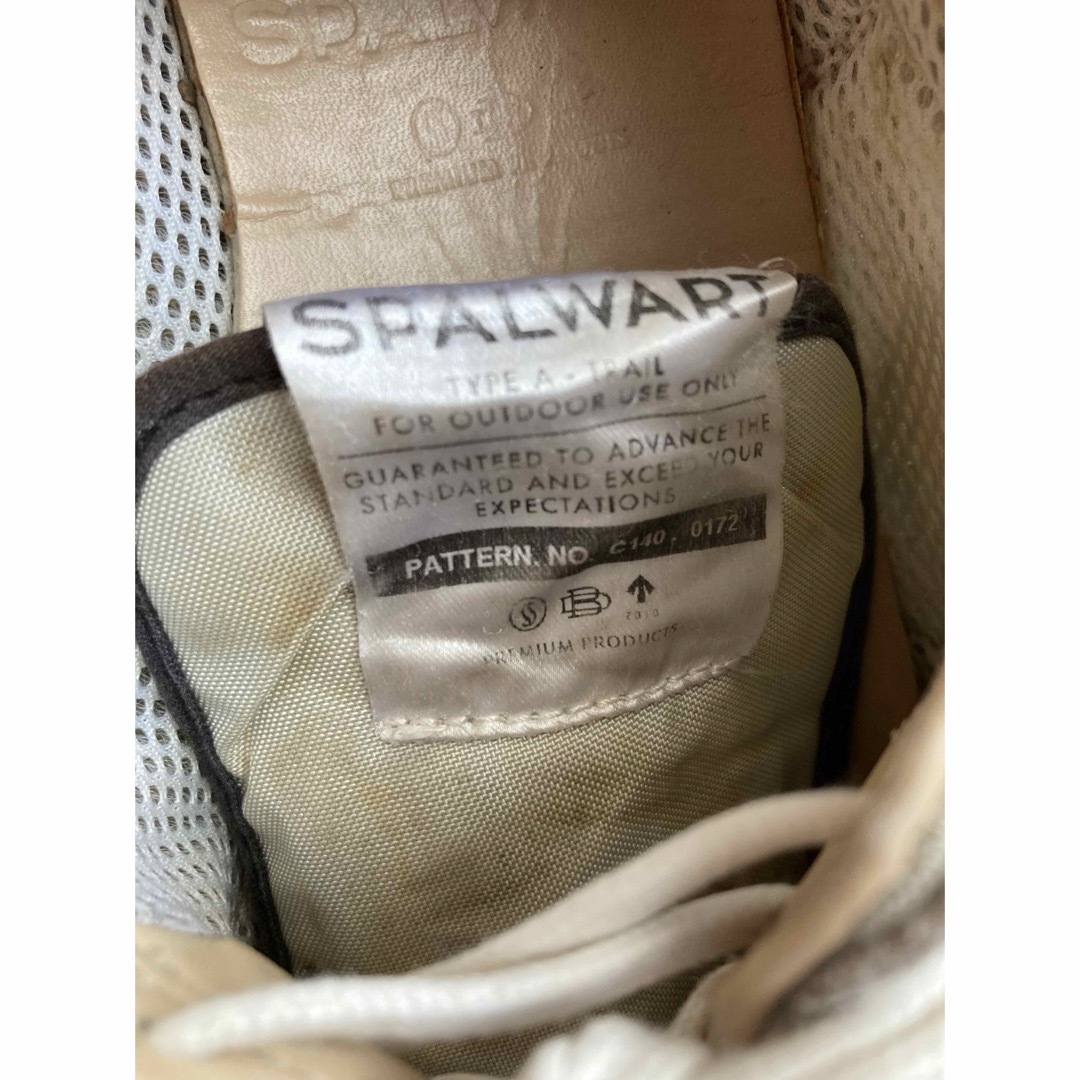 SPALW
SPALWART
TYPE A - TRAIL
FOR OUTDOOR USE ONLY
GUARANTEED TO ADVANCE THE
STANDARD AND EXCEED YOUR
EXPECTATIONS
PATTERN. NO. C140. 0172
PREMIUM PRODUCTS